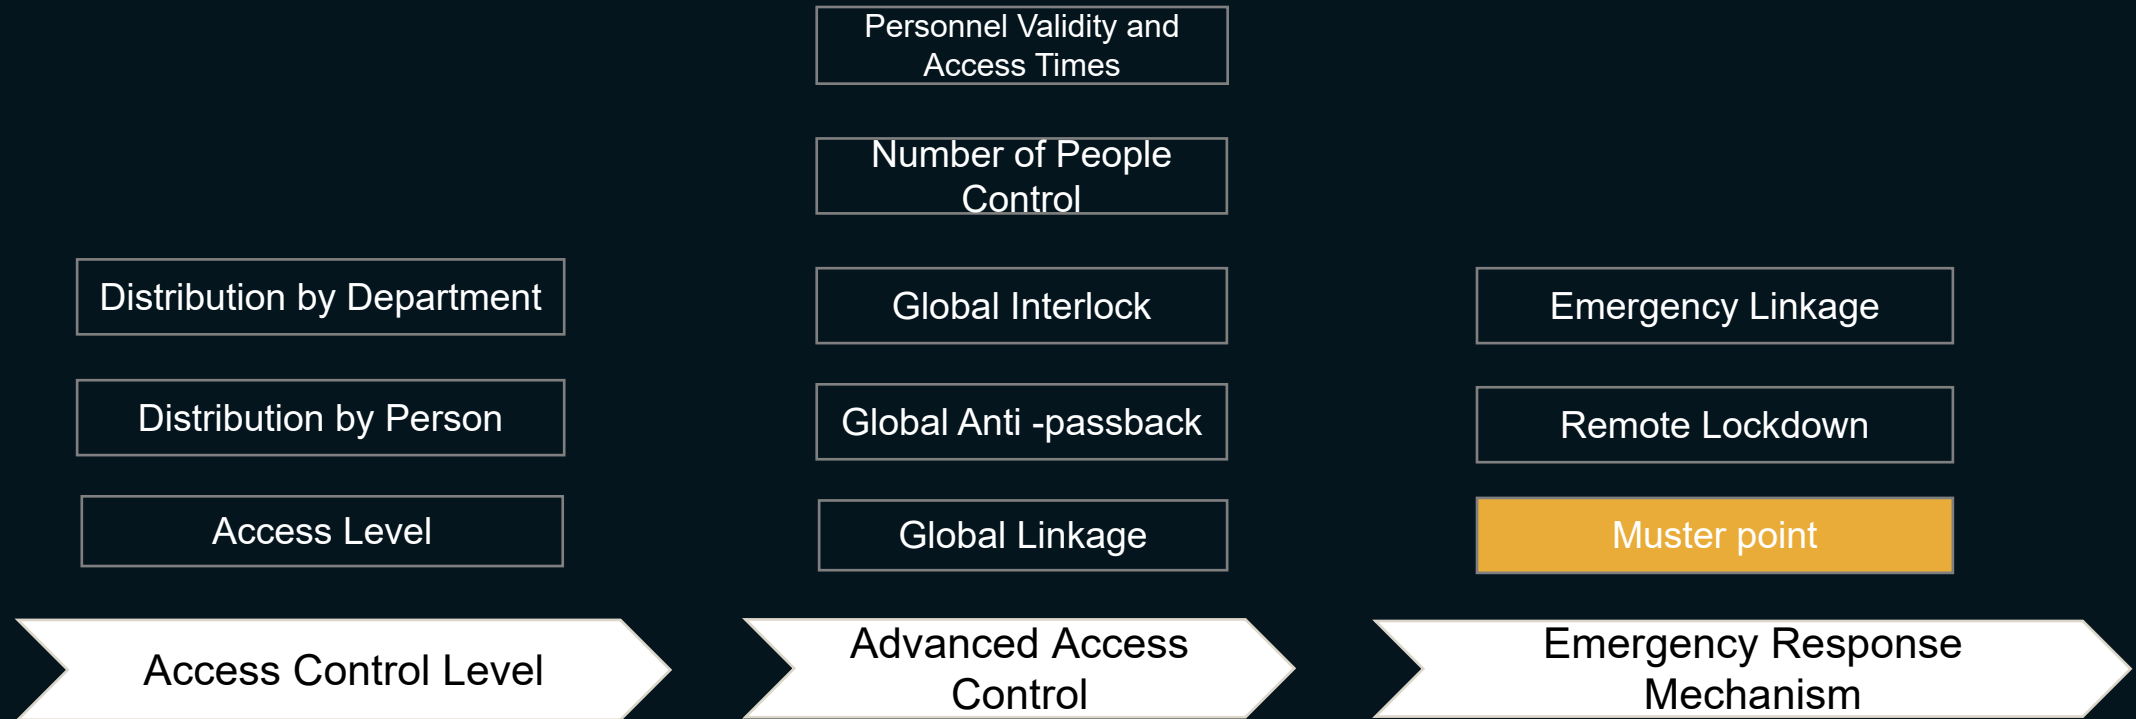 Personnel Validity and
Access Times
Number of People
Control
Distribution by Department
Global Interlock
Emergency Linkage
Distribution by Person
Global Anti -passback
Remote Lockdown
Access Level
Global Linkage
Muster point
Access Control Level
Advanced Access
Control
Emergency Response
Mechanism